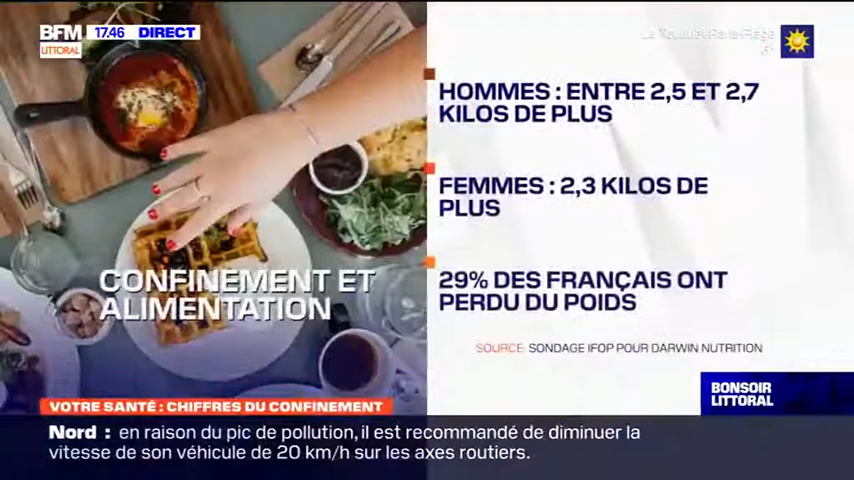 BFM
LITTORAL
17.46 DIRECT
HOMMES : ENTRE 2,5 ET 2,7
KILOS DE PLUS
FEMMES : 2,3 KILOS DE
PLUS
29% DES FRANÇAIS ONT
PERDU DU POIDS
SOURCE: SONDAGE IFOP POUR DARWIN NUTRITION
CONFINEMENT ET
ALIMENTATION
BONSOIR
LITTORAL
VOTRE SANTÉ : CHIFFRES DU CONFINEMENT
Nord : en raison du pic de pollution, il est recommandé de diminuer la
vitesse de son véhicule de 20 km/h sur les axes routiers.